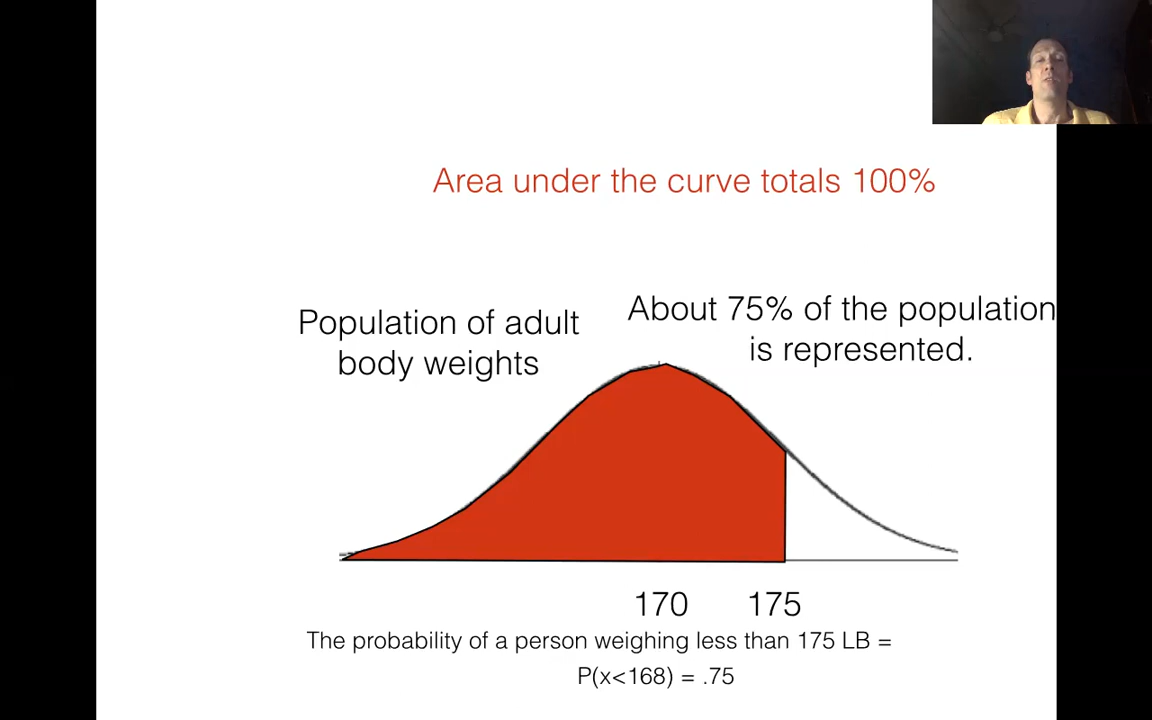 Area under the curve totals 100%
Population of adult
body weights
About 75% of the population
is represented.
170 175
The probability of a person weighing less than 175 LB =
P(x<168) = .75